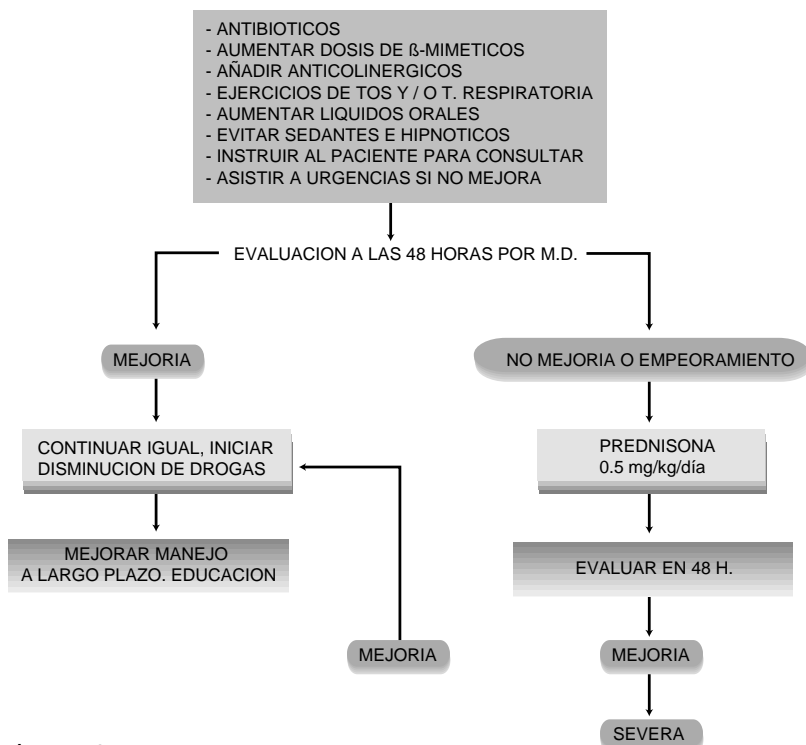 - ANTIBIOTICOS
- AUMENTAR DOSIS DE ß-MIMETICOS
- AÑADIR ANTICOLINERGICOS
- EJERCICIOS DE TOS Y / O T. RESPIRATORIA
- AUMENTAR LIQUIDOS ORALES
- EVITAR SEDANTES E HIPNOTICOS
- INSTRUIR AL PACIENTE PARA CONSULTAR
- ASISTIR A URGENCIAS SI NO MEJORA
EVALUACION A LAS 48 HORAS POR M.D.
MEJORIA
NO MEJORIA O EMPEORAMIENTO
CONTINUAR IGUAL, INICIAR
DISMINUCION DE DROGAS
PREDNISONA
0.5 mg/kg/día
MEJORAR MANEJO
A LARGO PLAZO. EDUCACION
EVALUAR EN 48 H.
MEJORIA
MEJORIA
SEVERA